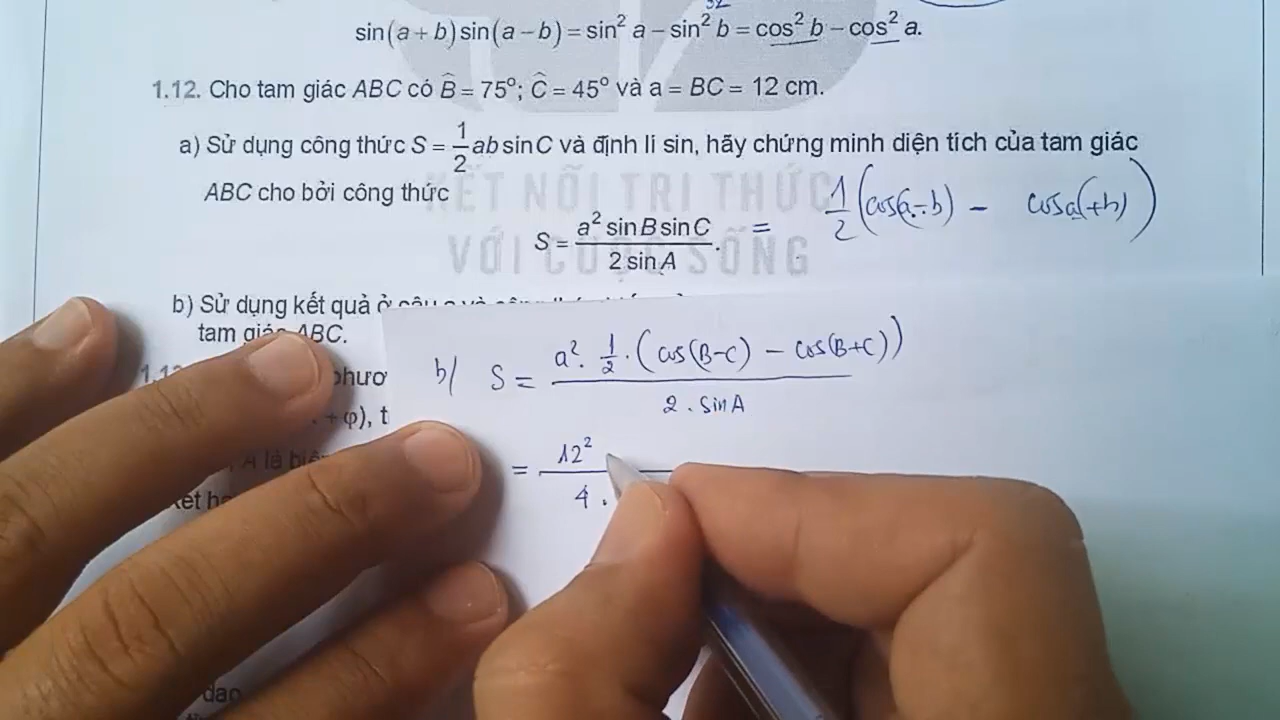 sin(a + b) sin(a − b) = sin² a − sin² b = cos² b − cos² a.
1.12. Cho tam giác ABC có B̂ = 75°; Ĉ = 45° và a = BC = 12 cm.
a) Sử dụng công thức S = 1/2 ab sin C và định lí sin, hãy chứng minh diện tích của tam giác
ABC cho bởi công thức
KẾT NỐI TRI THỨC
VỚI CUỘC SỐNG
S = a² sin B sin C / 2 sin A. = 1/2 (cos(a−b) − cosa(+b))
b) Sử dụng kết quả ở câu a và
tam giác ABC.
b/ S = a². 1/2 . (cos(B−C) − cos(B+C)) / 2 . sin A
= 12² / 4 .
φ), t